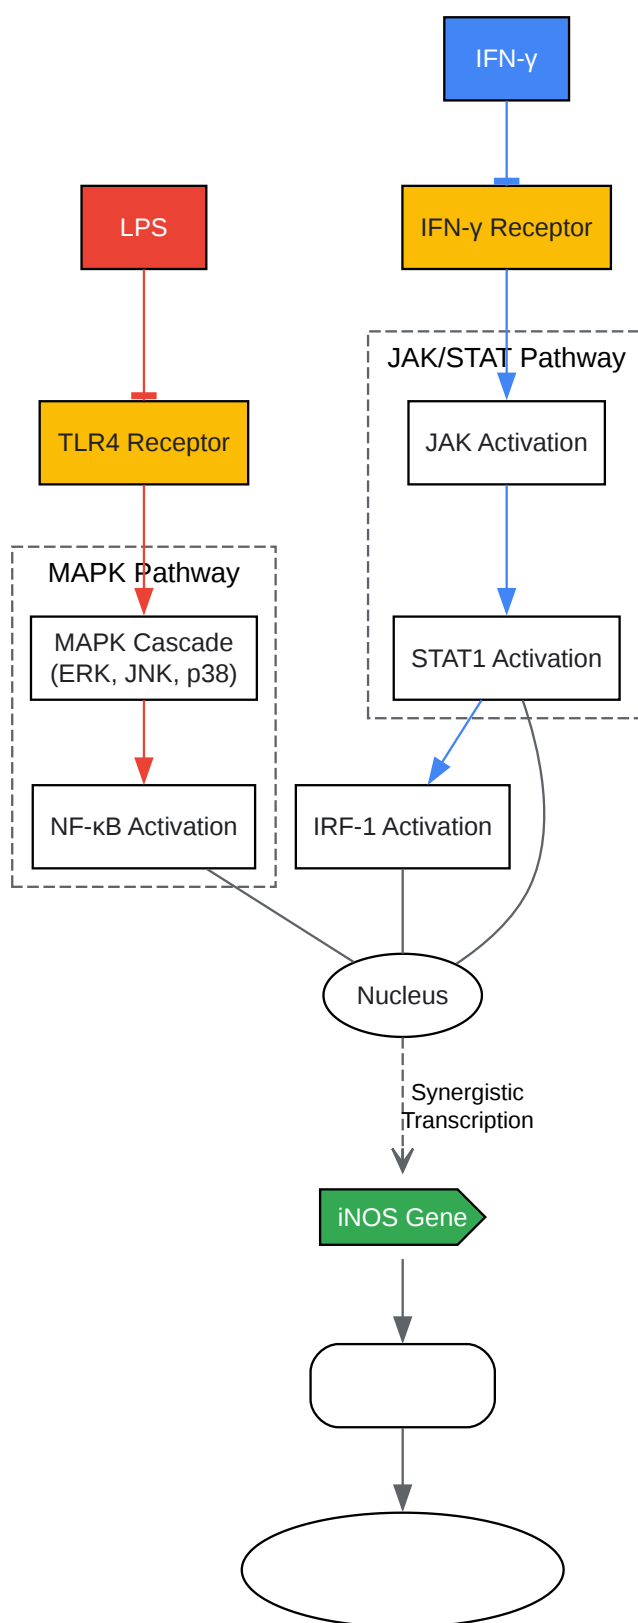 IFN-γ
LPS
IFN-γ Receptor
JAK/STAT Pathway
TLR4 Receptor
JAK Activation
MAPK Pathway
MAPK Cascade
(ERK, JNK, p38)
STAT1 Activation
NF-κB Activation
IRF-1 Activation
Nucleus
Synergistic
Transcription
iNOS Gene